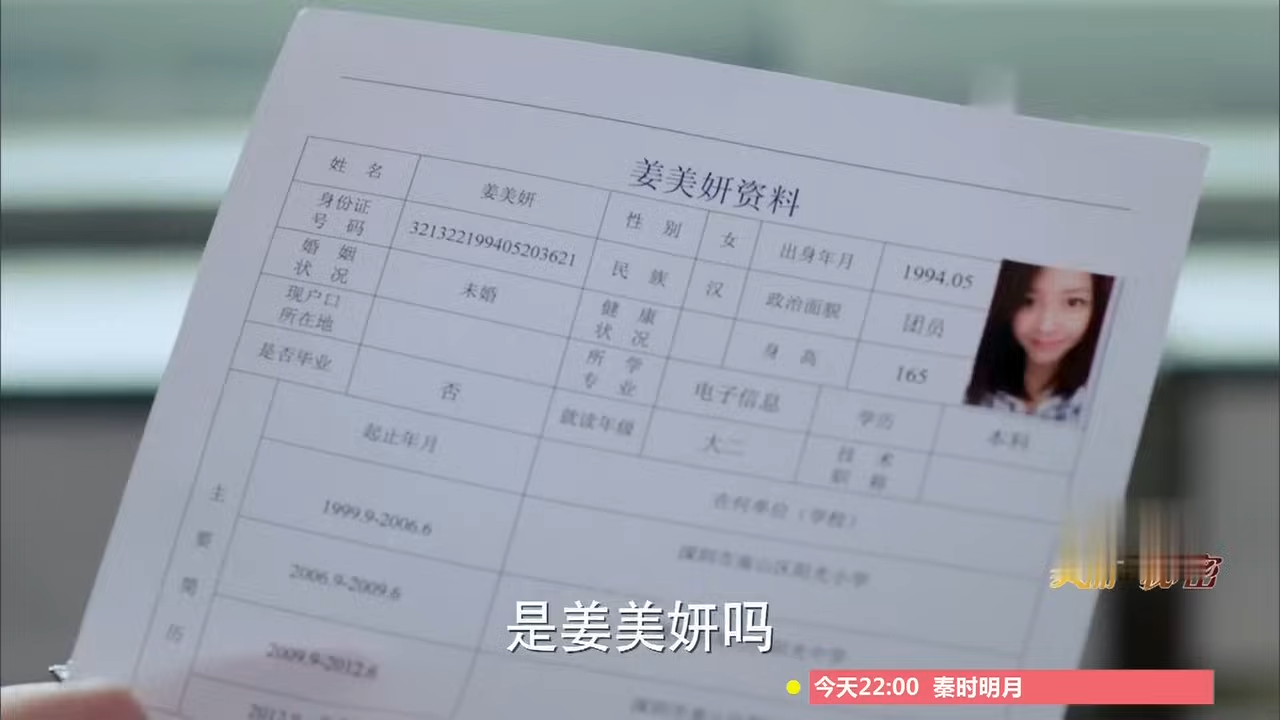 姜美妍资料
姓 名 姜美妍 性 别 女 出身年月 1994.05
身份证
号 码 321322199405203621 民 族 汉 政治面貌 团员
婚 姻
状 况 未婚 健 康
状 况 身 高 165
现户口
所在地 所 学
专 业 电子信息 学历 本科
是否毕业 否 就读年级 大二 技 术
职 称
主要简历
起止年月 在何单位（学校）
1999.9-2006.6 深圳市南山区阳光小学
2006.9-2009.6
2009.9-2012.6
是姜美妍吗
今天22:00 秦时明月